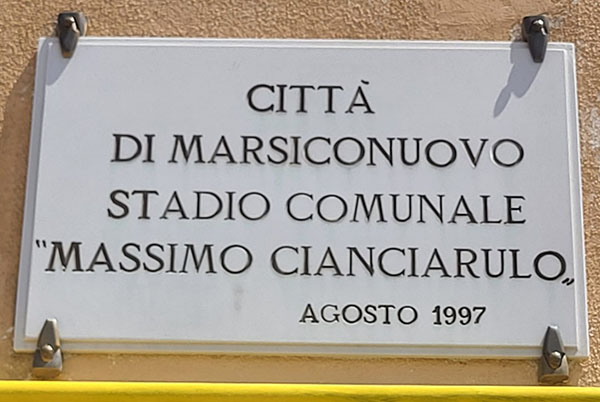 CITTÀ
DI MARSICONUOVO
STADIO COMUNALE
"MASSIMO CIANCIARULO„
AGOSTO 1997